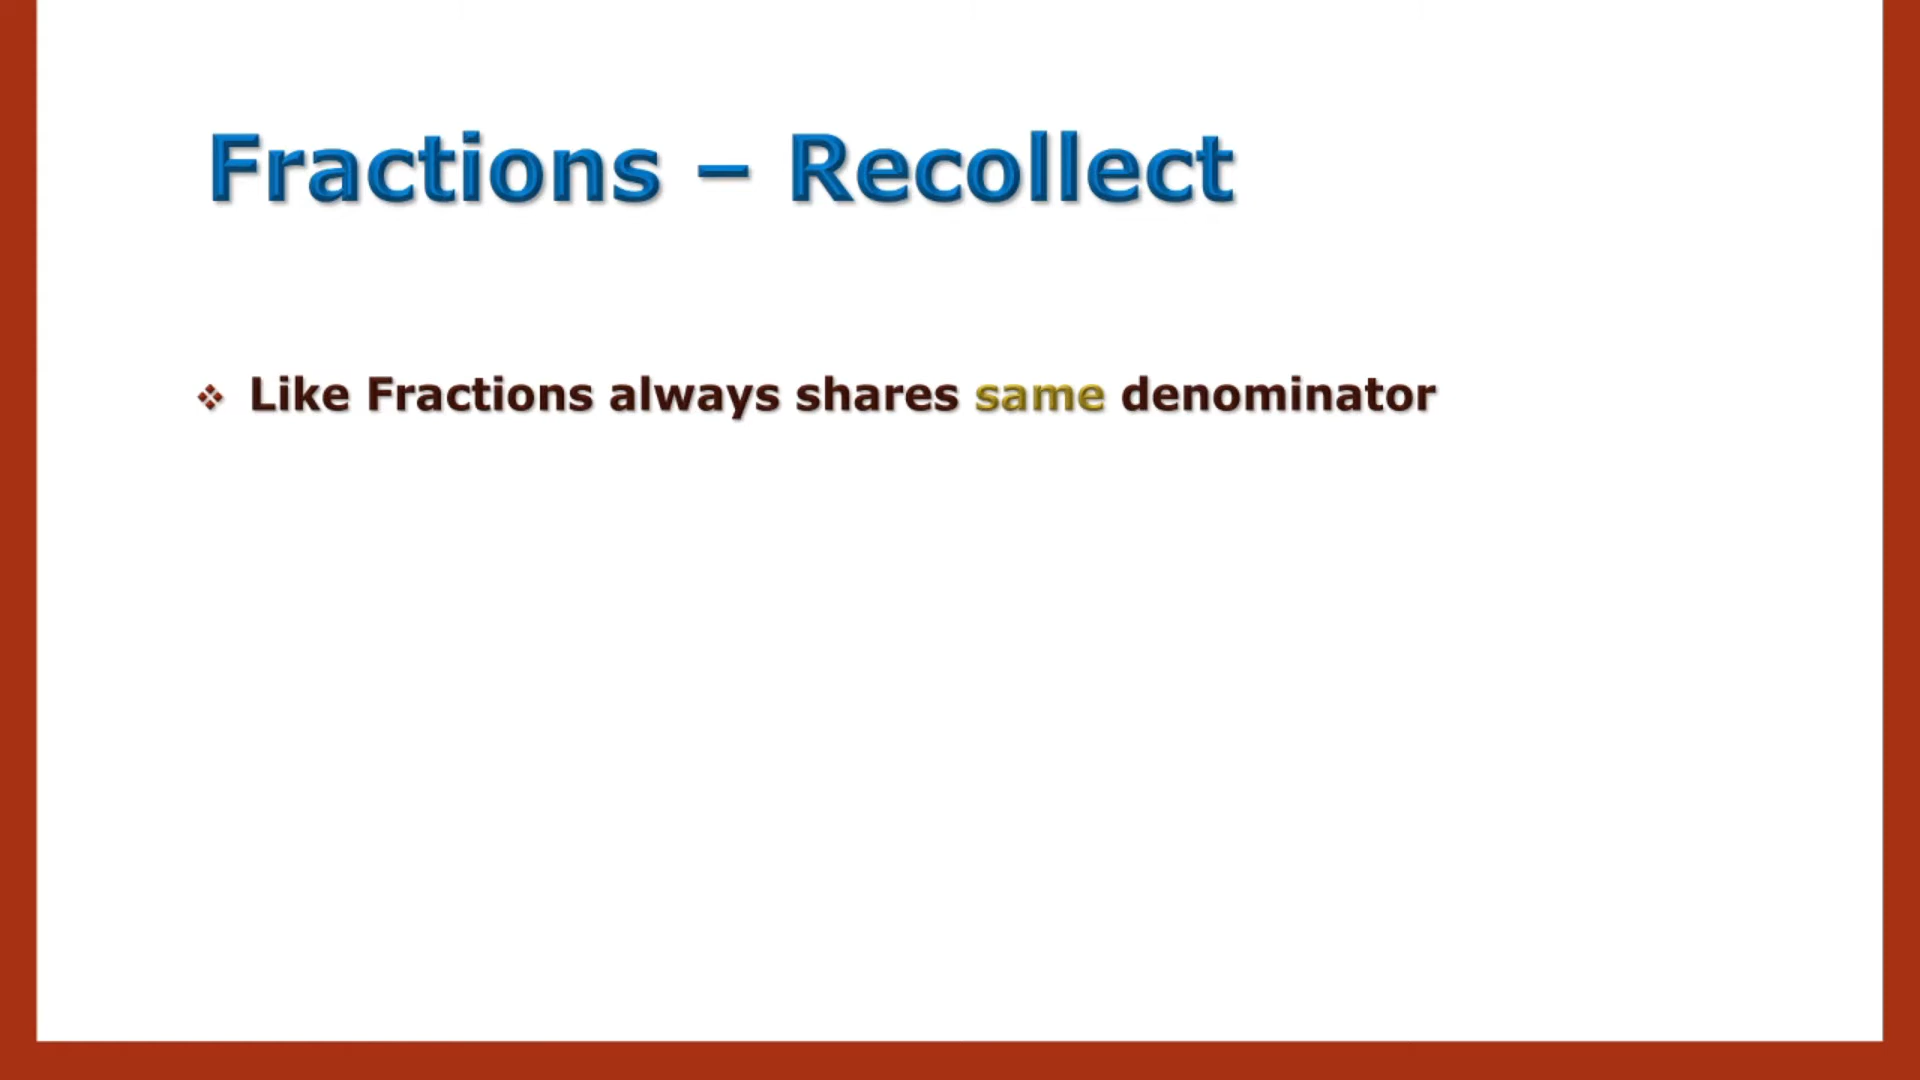 Fractions – Recollect
❖ Like Fractions always shares same denominator